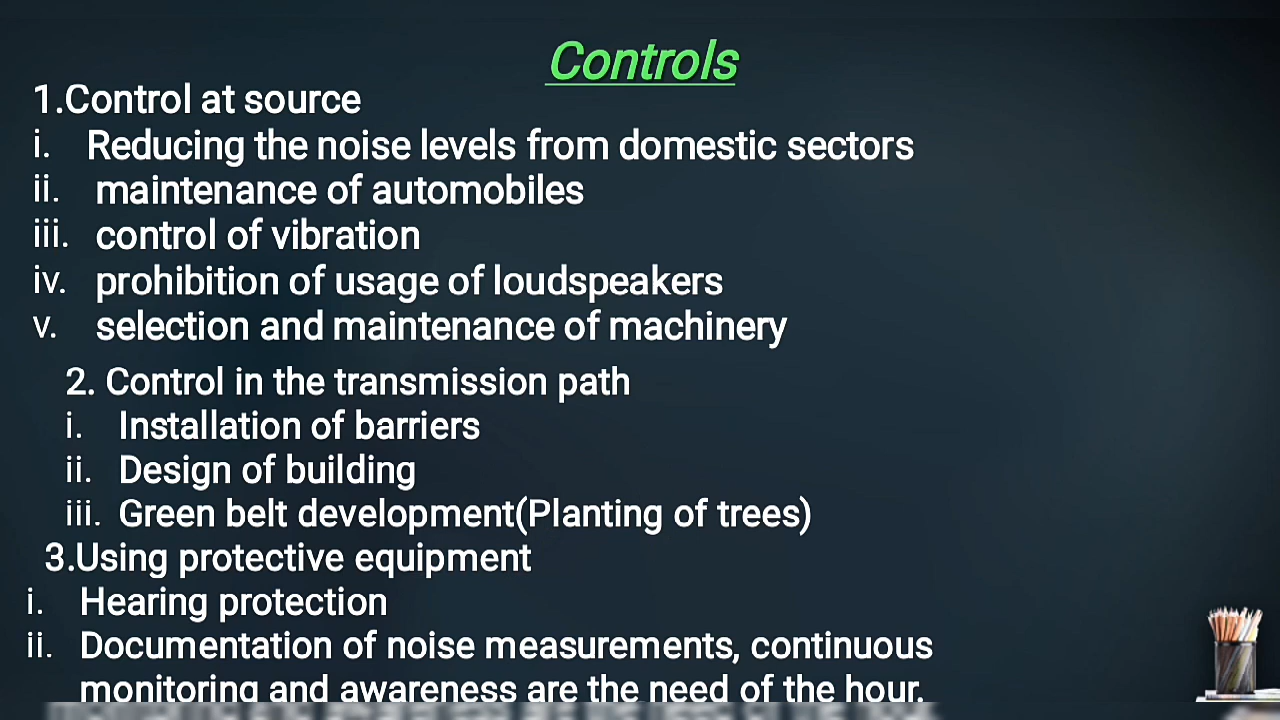 Controls
1.Control at source
i. Reducing the noise levels from domestic sectors
ii. maintenance of automobiles
iii. control of vibration
iv. prohibition of usage of loudspeakers
v. selection and maintenance of machinery
2. Control in the transmission path
i. Installation of barriers
ii. Design of building
iii. Green belt development(Planting of trees)
3.Using protective equipment
i. Hearing protection
ii. Documentation of noise measurements, continuous
monitoring and awareness are the need of the hour.